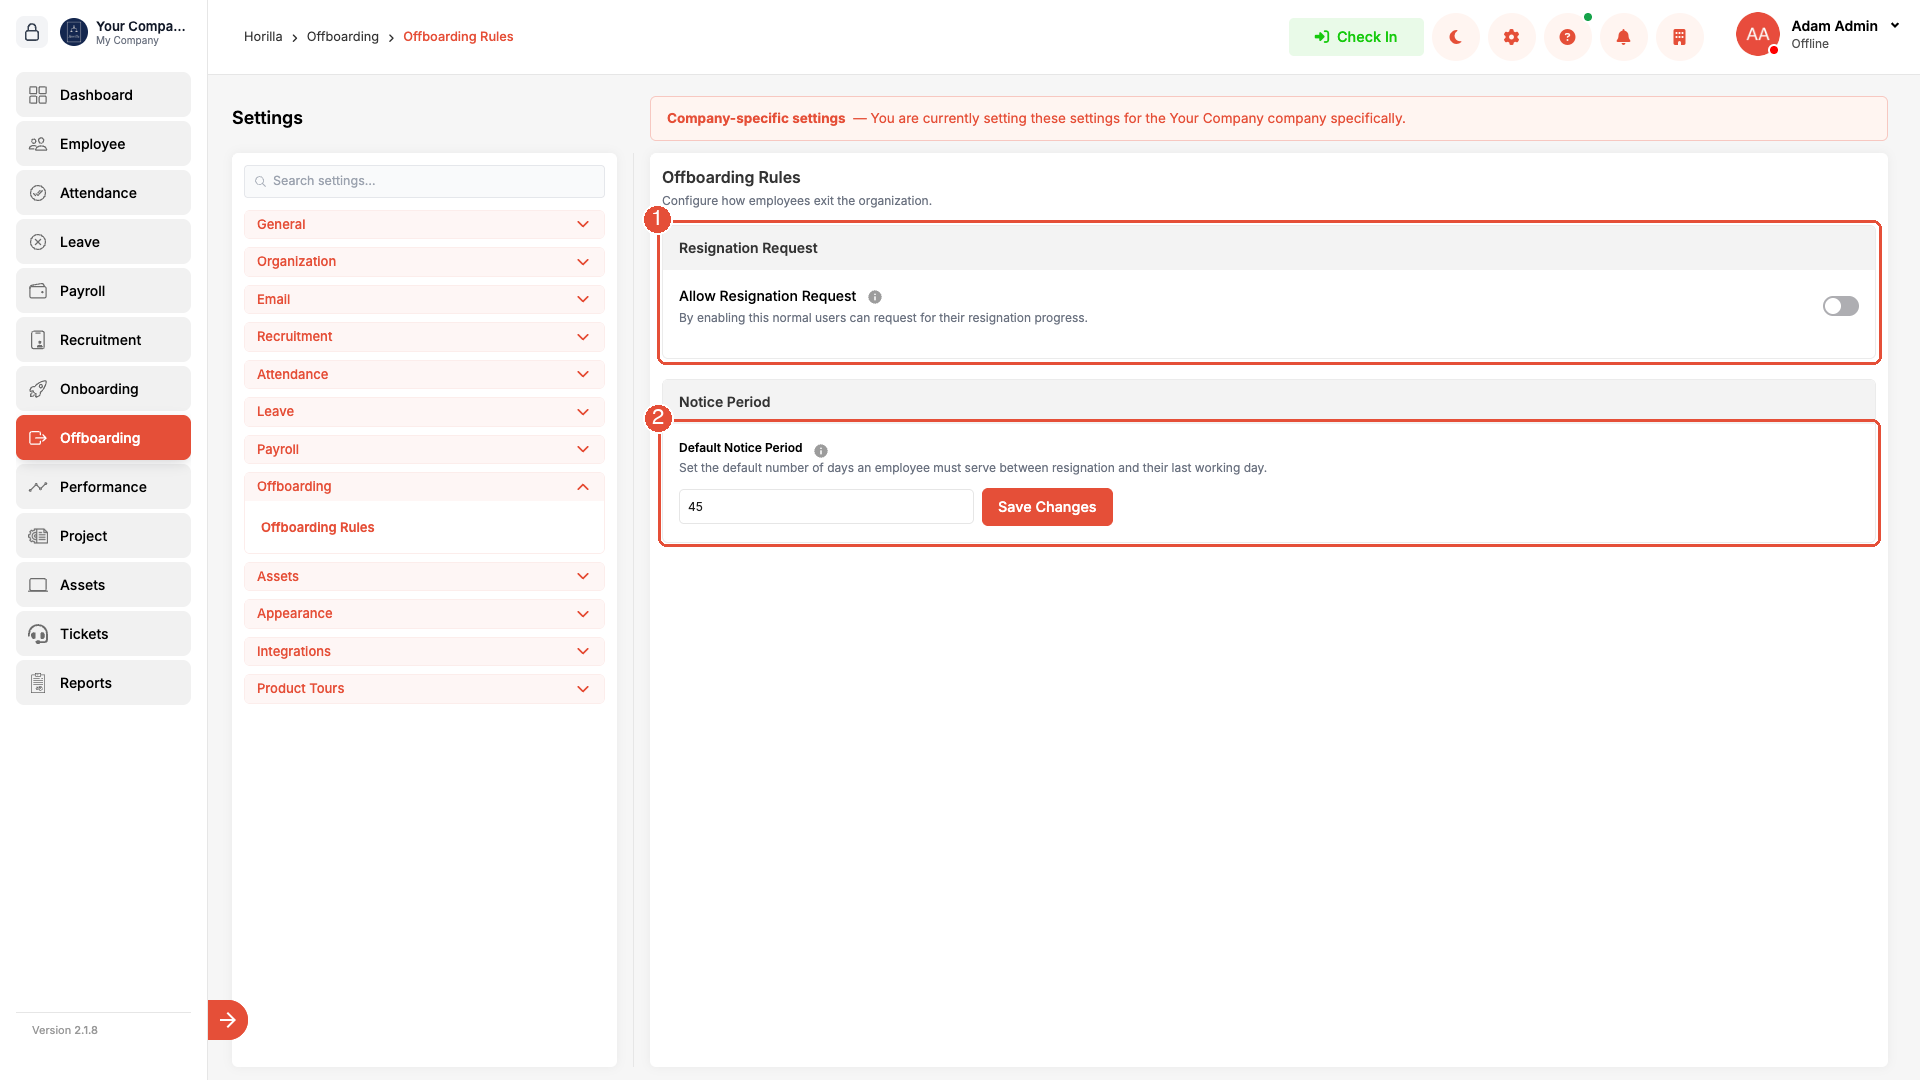 Your Compa...
My Company
Dashboard
Employee
Attendance
Leave
Payroll
Recruitment
Onboarding
Offboarding
Performance
Project
Assets
Tickets
Reports
Version 2.1.8
Horilla > Offboarding > Offboarding Rules
Check In
AA
Adam Admin
Offline
Settings
Search settings...
General
Organization
Email
Recruitment
Attendance
Leave
Payroll
Offboarding
Offboarding Rules
Assets
Appearance
Integrations
Product Tours
Company-specific settings — You are currently setting these settings for the Your Company company specifically.
Offboarding Rules
Configure how employees exit the organization.
1
Resignation Request
Allow Resignation Request
By enabling this normal users can request for their resignation progress.
Notice Period
2
Default Notice Period
Set the default number of days an employee must serve between resignation and their last working day.
45
Save Changes